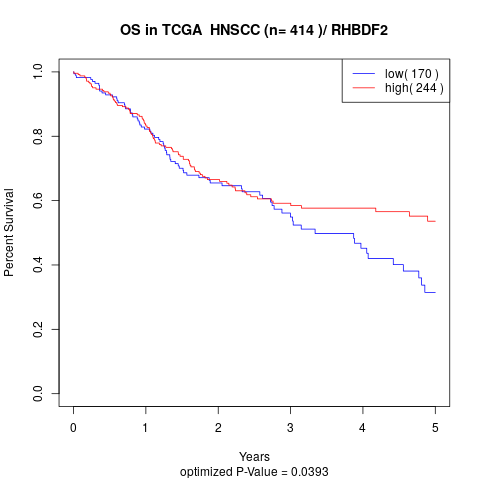 OS in TCGA  HNSCC (n= 414 )/ RHBDF2
low( 170 )
high( 244 )
Percent Survival
1.0
0.8
0.6
0.4
0.2
0.0
0 1 2 3 4 5
Years
optimized P-Value = 0.0393